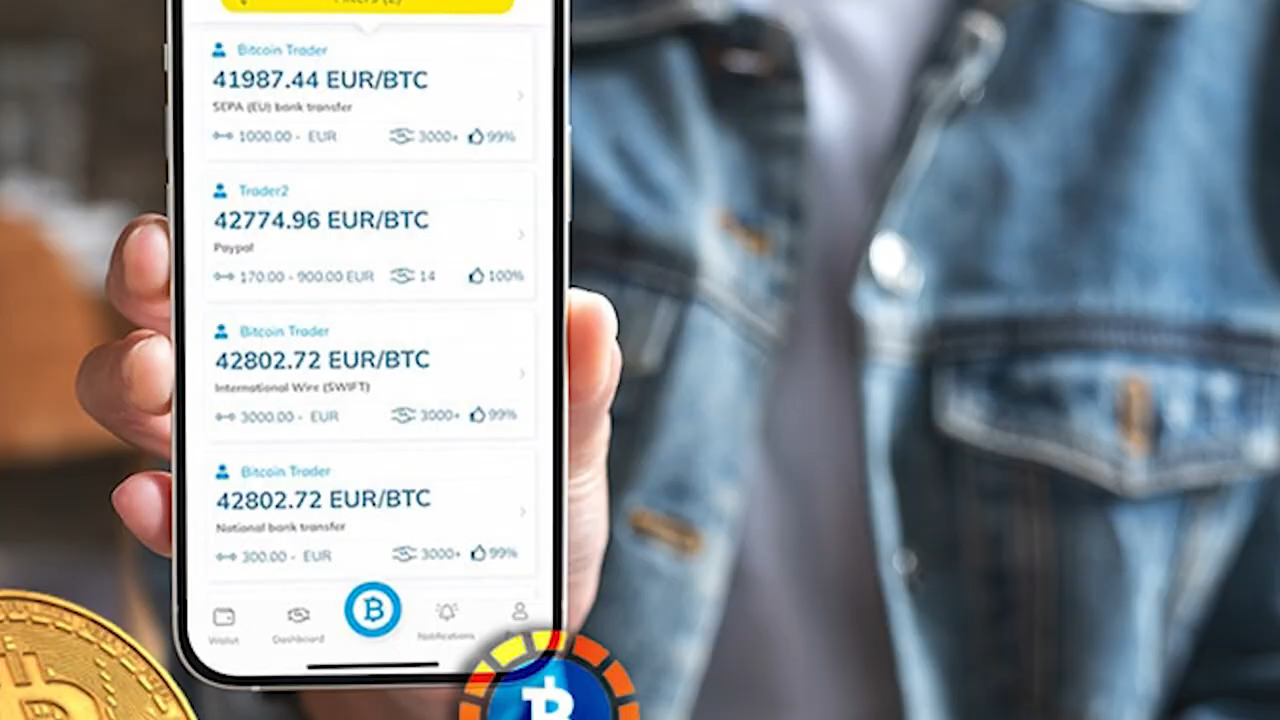 Bitcoin Trader
41987.44 EUR/BTC
SEPA (EU) bank transfer
1000.00 - EUR 3000+ 99%
Trader2
42774.96 EUR/BTC
Paypal
170.00 - 900.00 EUR 14 100%
Bitcoin Trader
42802.72 EUR/BTC
International Wire (SWIFT)
3000.00 - EUR 3000+ 99%
Bitcoin Trader
42802.72 EUR/BTC
National bank transfer
300.00 - EUR 3000+ 99%
Wallet Dashboard Notifications